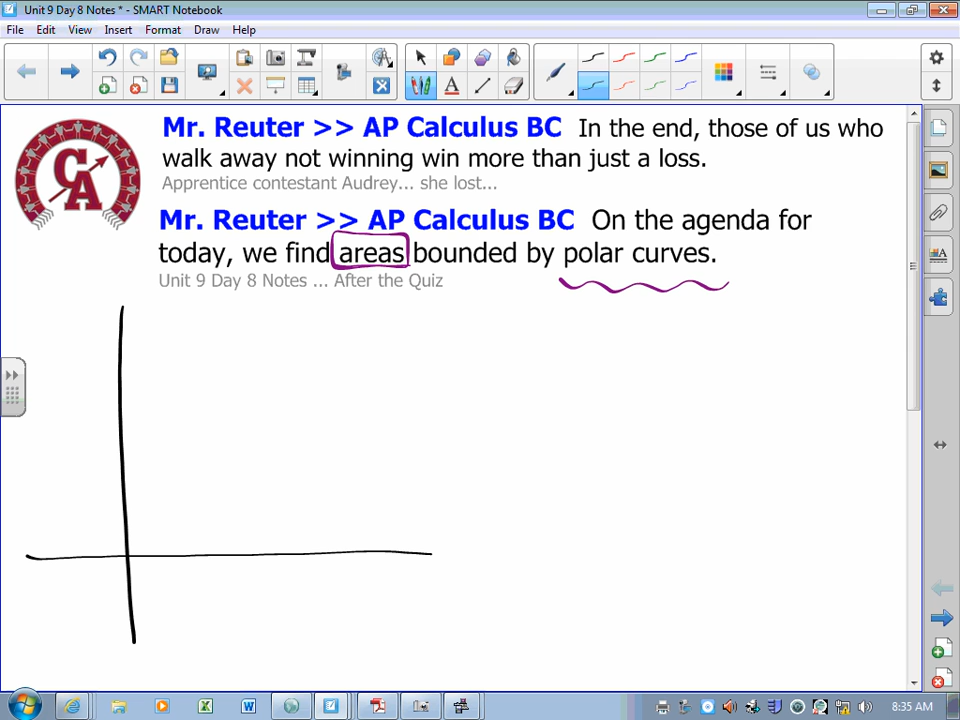 Unit 9 Day 8 Notes * - SMART Notebook
File Edit View Insert Format Draw Help
Mr. Reuter >> AP Calculus BC In the end, those of us who
walk away not winning win more than just a loss.
Apprentice contestant Audrey... she lost...
Mr. Reuter >> AP Calculus BC On the agenda for
today, we find areas bounded by polar curves.
Unit 9 Day 8 Notes ... After the Quiz
CA
8:35 AM